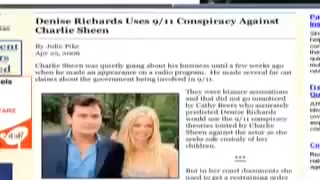 Denise Richards Uses 9/11 Conspiracy Against
Charlie Sheen
By Julie Pike
Apr 25, 2006
Charlie Sheen was quietly going about his business until a few weeks ago
when he made an appearance on a radio program. He made several far out
claims about the government being involved in 9/11.
They were bizarre accusations
and that did go unnoticed
by Cathy Beers who accurately
predicted Denise Richards
would use the 9/11 conspiracy
theories touted by Charlie
Sheen against the actor as she
seeks sole custody of her
children.
***
But in her court documents she
used to get a restraining order